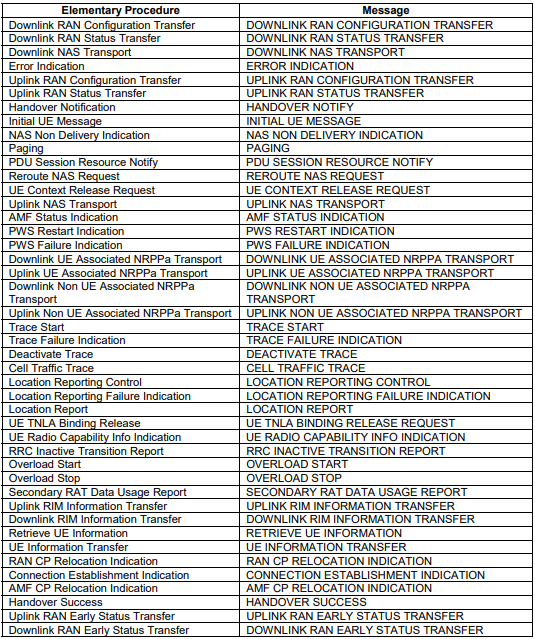 Elementary Procedure Message
Downlink RAN Configuration Transfer DOWNLINK RAN CONFIGURATION TRANSFER
Downlink RAN Status Transfer DOWNLINK RAN STATUS TRANSFER
Downlink NAS Transport DOWNLINK NAS TRANSPORT
Error Indication ERROR INDICATION
Uplink RAN Configuration Transfer UPLINK RAN CONFIGURATION TRANSFER
Uplink RAN Status Transfer UPLINK RAN STATUS TRANSFER
Handover Notification HANDOVER NOTIFY
Initial UE Message INITIAL UE MESSAGE
NAS Non Delivery Indication NAS NON DELIVERY INDICATION
Paging PAGING
PDU Session Resource Notify PDU SESSION RESOURCE NOTIFY
Reroute NAS Request REROUTE NAS REQUEST
UE Context Release Request UE CONTEXT RELEASE REQUEST
Uplink NAS Transport UPLINK NAS TRANSPORT
AMF Status Indication AMF STATUS INDICATION
PWS Restart Indication PWS RESTART INDICATION
PWS Failure Indication PWS FAILURE INDICATION
Downlink UE Associated NRPPa Transport DOWNLINK UE ASSOCIATED NRPPA TRANSPORT
Uplink UE Associated NRPPa Transport UPLINK UE ASSOCIATED NRPPA TRANSPORT
Downlink Non UE Associated NRPPa DOWNLINK NON UE ASSOCIATED NRPPA
Transport TRANSPORT
Uplink Non UE Associated NRPPa Transport UPLINK NON UE ASSOCIATED NRPPA TRANSPORT
Trace Start TRACE START
Trace Failure Indication TRACE FAILURE INDICATION
Deactivate Trace DEACTIVATE TRACE
Cell Traffic Trace CELL TRAFFIC TRACE
Location Reporting Control LOCATION REPORTING CONTROL
Location Reporting Failure Indication LOCATION REPORTING FAILURE INDICATION
Location Report LOCATION REPORT
UE TNLA Binding Release UE TNLA BINDING RELEASE REQUEST
UE Radio Capability Info Indication UE RADIO CAPABILITY INFO INDICATION
RRC Inactive Transition Report RRC INACTIVE TRANSITION REPORT
Overload Start OVERLOAD START
Overload Stop OVERLOAD STOP
Secondary RAT Data Usage Report SECONDARY RAT DATA USAGE REPORT
Uplink RIM Information Transfer UPLINK RIM INFORMATION TRANSFER
Downlink RIM Information Transfer DOWNLINK RIM INFORMATION TRANSFER
Retrieve UE Information RETRIEVE UE INFORMATION
UE Information Transfer UE INFORMATION TRANSFER
RAN CP Relocation Indication RAN CP RELOCATION INDICATION
Connection Establishment Indication CONNECTION ESTABLISHMENT INDICATION
AMF CP Relocation Indication AMF CP RELOCATION INDICATION
Handover Success HANDOVER SUCCESS
Uplink RAN Early Status Transfer UPLINK RAN EARLY STATUS TRANSFER
Downlink RAN Early Status Transfer DOWNLINK RAN EARLY STATUS TRANSFER